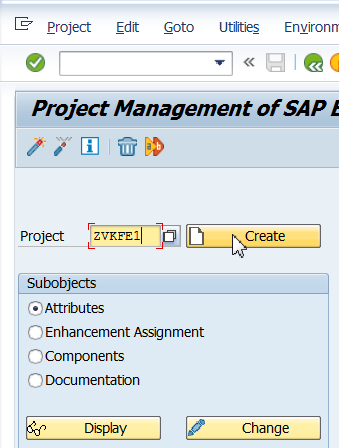 Project Edit Goto Utilities Environm
Project Management of SAP E
Project ZVKFE1 Create
Subobjects
Attributes
Enhancement Assignment
Components
Documentation
Display Change